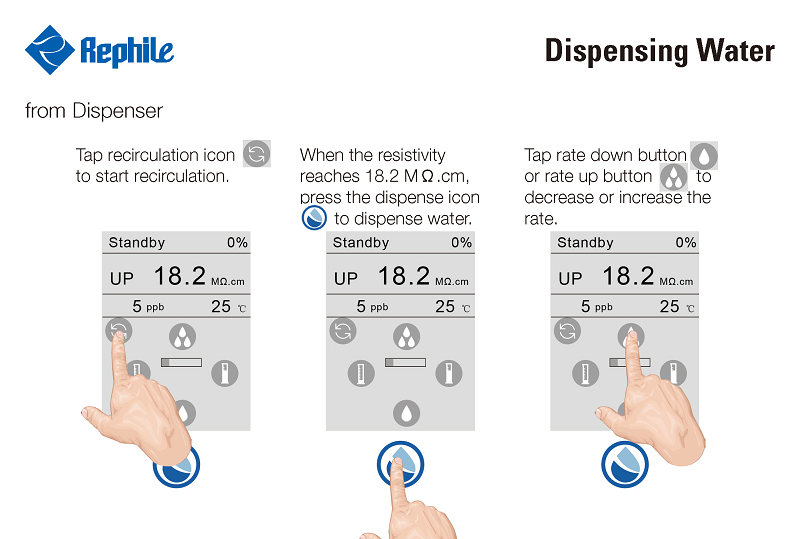 Rephile
Dispensing Water
from Dispenser
Tap recirculation icon
to start recirculation.
When the resistivity
reaches 18.2 MΩ.cm,
press the dispense icon
to dispense water.
Tap rate down button
or rate up button to
decrease or increase the
rate.
Standby 0%
UP 18.2 MΩ.cm
5 ppb 25 ℃
Standby 0%
UP 18.2 MΩ.cm
5 ppb 25 ℃
Standby 0%
UP 18.2 MΩ.cm
5 ppb 25 ℃